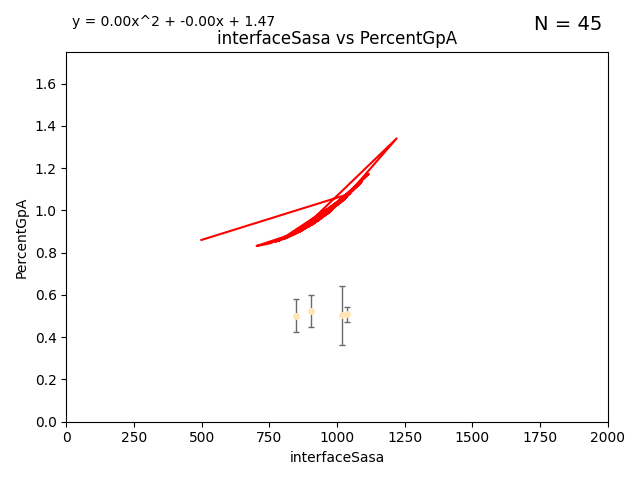 y = 0.00x^2 + -0.00x + 1.47
N = 45
interfaceSasa vs PercentGpA
1.6
1.4
1.2
1.0
0.8
0.6
0.4
0.2
0.0
PercentGpA
0 250 500 750 1000 1250 1500 1750 2000
interfaceSasa